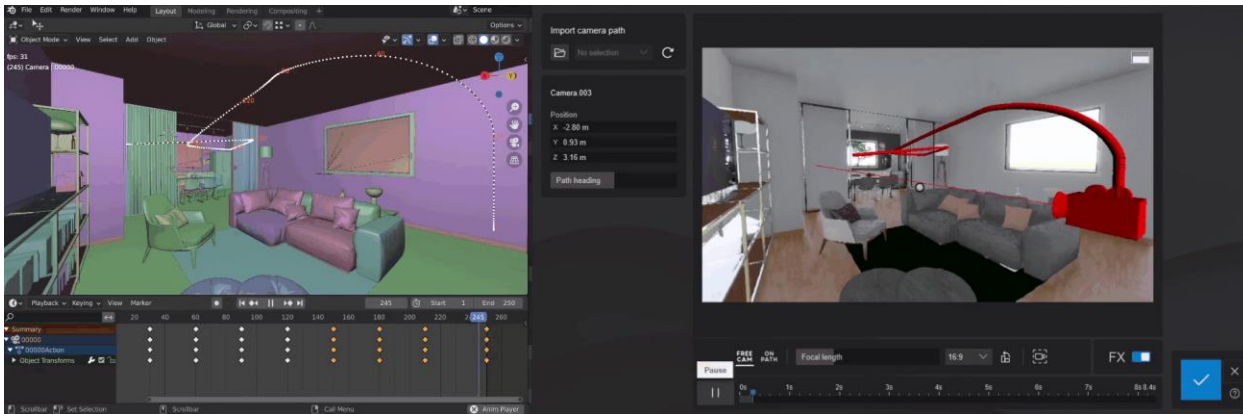 File Edit Render Window Help Layout Modeling Rendering Compositing + Scene
Global Options
Object Mode View Select Add Object
fps: 31
(245) Camera | 00000
Y
Playback Keying View Marker 245 Start 1 End 250
20 40 60 80 100 120 140 160 180 200 220 245 260
Summary
00000
00000Action
Object Transforms
Scrollbar Set Selection Scrollbar Call Menu Anim Player
Import camera path
No selection
Camera 003
Position
X -2.80 m
Y 0.93 m
Z 3.16 m
Path heading
FREE CAM ON PATH Focal length 16:9 FX
Pause
0s 1s 2s 3s 4s 5s 6s 7s 8s 8.4s